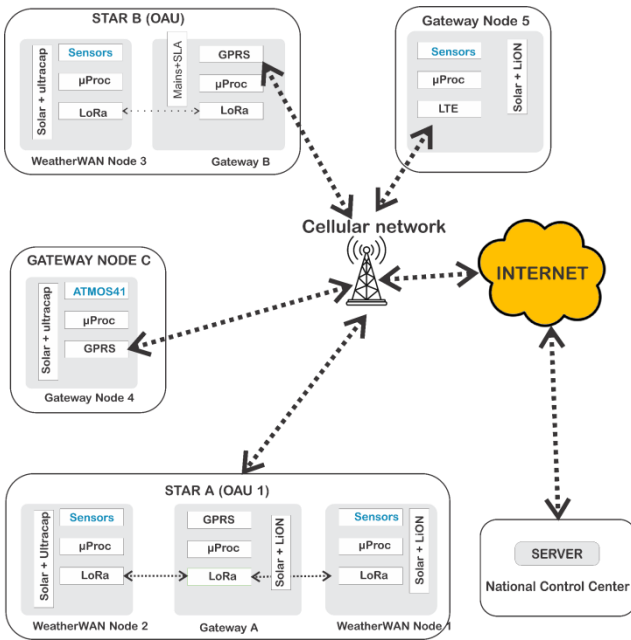 STAR B (OAU)
Solar + ultracap
Sensors
µProc
LoRa
WeatherWAN Node 3
Mains+SLA
GPRS
µProc
LoRa
Gateway B
Gateway Node 5
Sensors
µProc
LTE
Solar + LiON
Cellular network
INTERNET
GATEWAY NODE C
Solar + ultracap
ATMOS41
µProc
GPRS
Gateway Node 4
STAR A (OAU 1)
Solar + Ultracap
Sensors
µProc
LoRa
WeatherWAN Node 2
GPRS
µProc
LoRa
Solar + LiON
Gateway A
Sensors
µProc
LoRa
Solar + LiON
WeatherWAN Node 1
SERVER
National Control Center